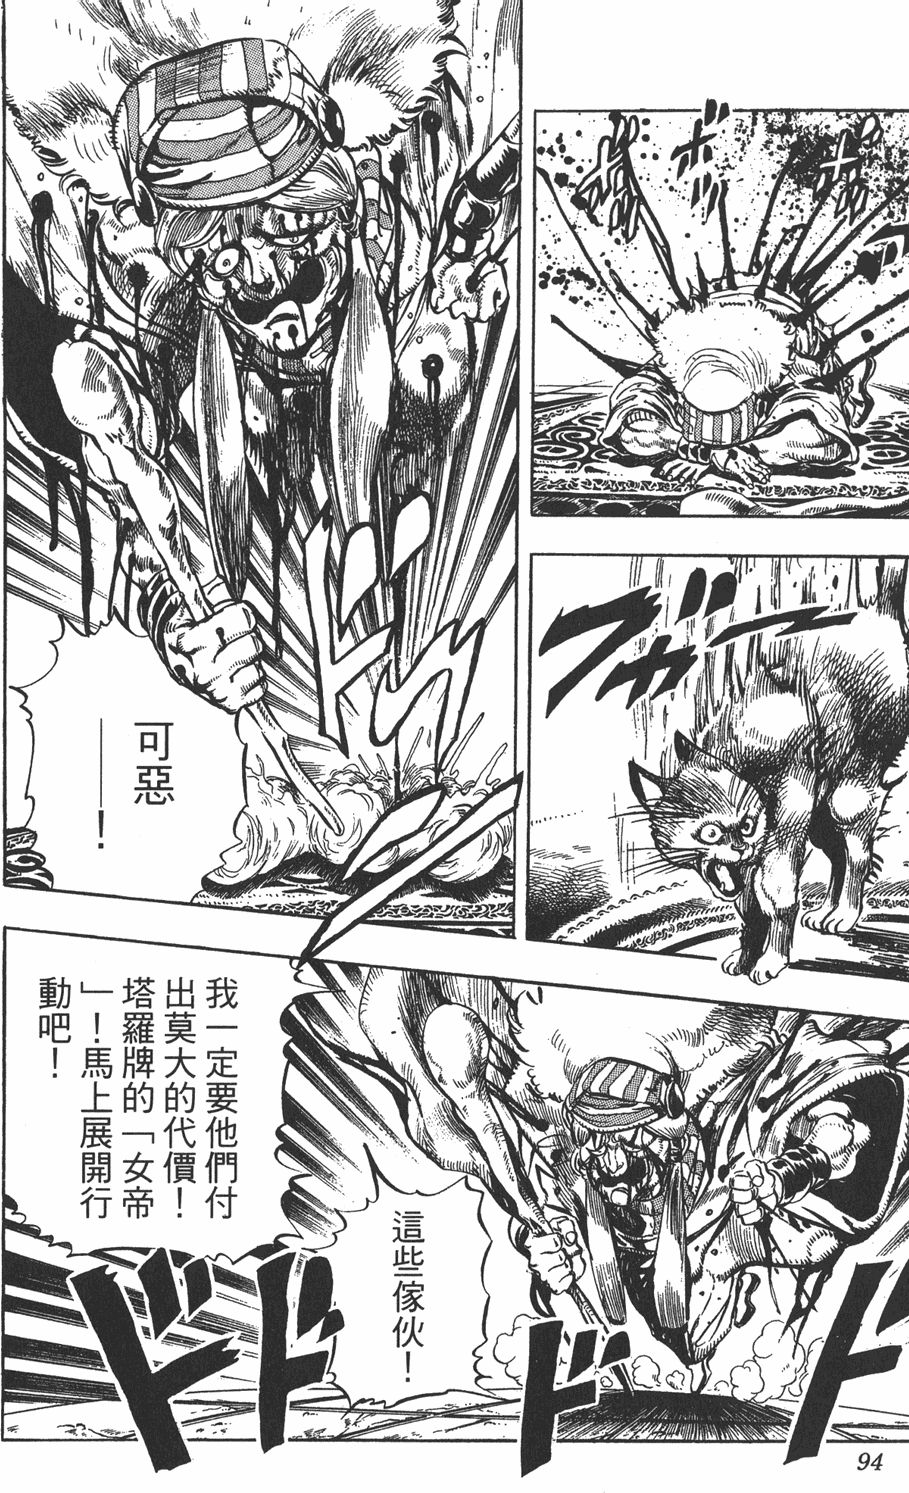 ボ
ブギャー
ドッ
可惡
——！
這些傢伙！
我一定要他們付
出莫大的代價！
塔羅牌的「女帝
」！馬上展開行
動吧！
ド
ド
ド
ド
94